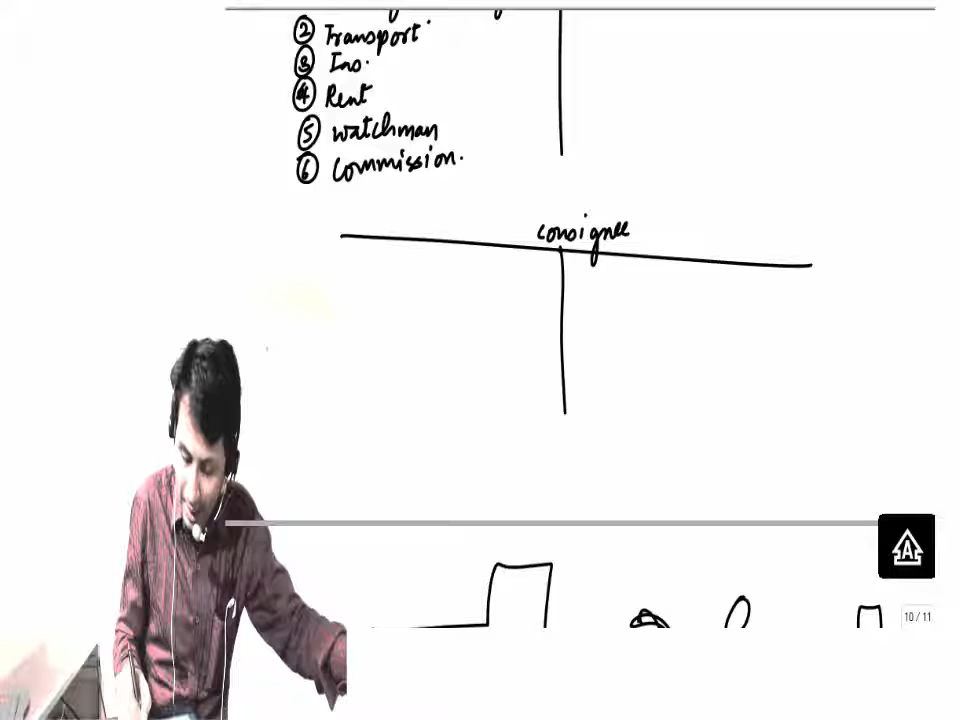 ② Transport
③ Ins.
④ Rent
⑤ Watchman
⑥ Commission.
Consignee
A
10 / 11